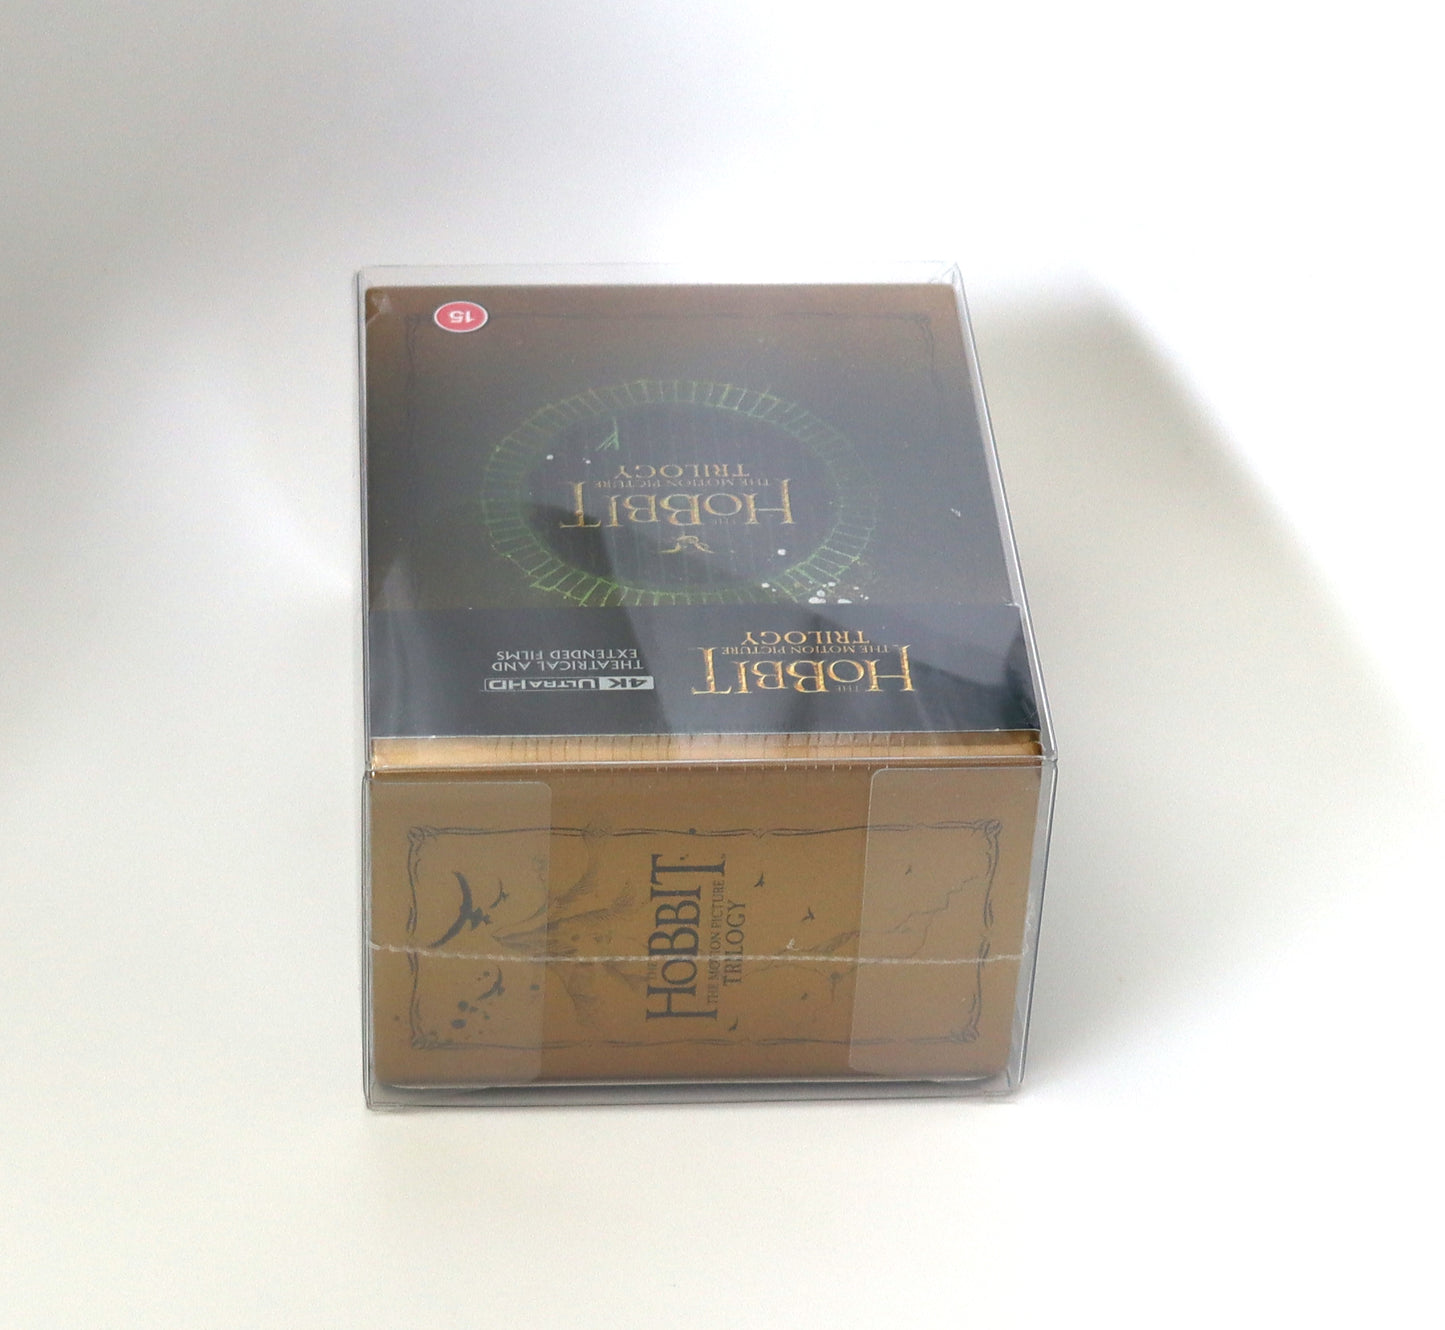 15
THE
HOBBIT
THE MOTION PICTURE
TRILOGY
THE
HOBBIT
THE MOTION PICTURE
TRILOGY
4K ULTRA HD
THEATRICAL AND
EXTENDED FILMS
THE
HOBBIT
THE MOTION PICTURE
TRILOGY